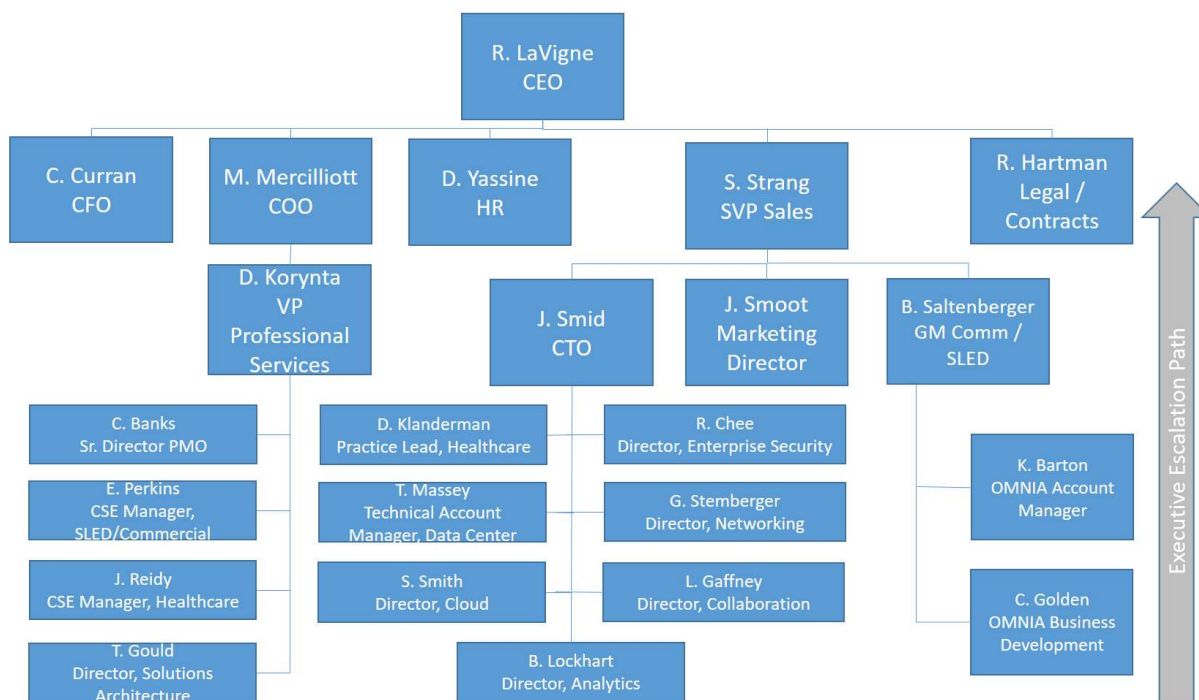 R. LaVigne
CEO
C. Curran
CFO
M. Mercilliott
COO
D. Yassine
HR
S. Strang
SVP Sales
R. Hartman
Legal /
Contracts
D. Korynta
VP
Professional
Services
J. Smid
CTO
J. Smoot
Marketing
Director
B. Saltenberger
GM Comm /
SLED
C. Banks
Sr. Director PMO
E. Perkins
CSE Manager,
SLED/Commercial
J. Reidy
CSE Manager, Healthcare
T. Gould
Director, Solutions
Architecture
D. Klanderman
Practice Lead, Healthcare
T. Massey
Technical Account
Manager, Data Center
S. Smith
Director, Cloud
B. Lockhart
Director, Analytics
R. Chee
Director, Enterprise Security
G. Stemberger
Director, Networking
L. Gaffney
Director, Collaboration
K. Barton
OMNIA Account
Manager
C. Golden
OMNIA Business
Development
Executive Escalation Path